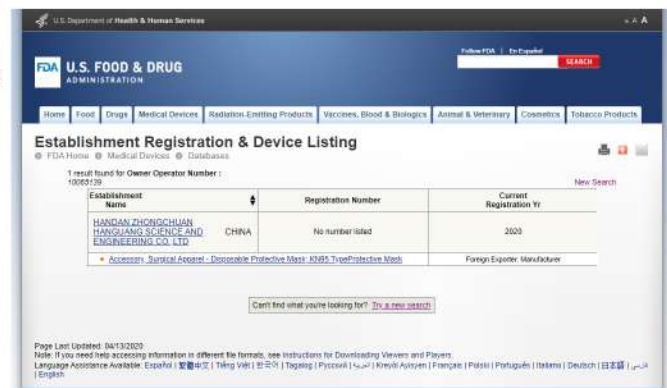 U.S. Department of Health & Human Services
A A A
Follow FDA | En Español
FDA U.S. FOOD & DRUG
ADMINISTRATION
SEARCH
Home Food Drugs Medical Devices Radiation-Emitting Products Vaccines, Blood & Biologics Animal & Veterinary Cosmetics Tobacco Products
Establishment Registration & Device Listing
FDA Home Medical Devices Databases
1 result found for Owner Operator Number :
10065139
New Search
Establishment
Name
Registration Number
Current
Registration Yr
HANDAN ZHONGCHUAN
HANGUANG SCIENCE AND
ENGINEERING CO, LTD
CHINA
No number listed
2020
Accessory, Surgical Apparel - Disposable Protective Mask; KN95 TypeProtective Mask
Foreign Exporter; Manufacturer
Can't find what you're looking for? Try a new search
Page Last Updated: 04/13/2020
Note: If you need help accessing information in different file formats, see Instructions for Downloading Viewers and Players.
Language Assistance Available: Español | 繁體中文 | Tiếng Việt | 한국어 | Tagalog | Русский | العربية | Kreyòl Ayisyen | Français | Polski | Português | Italiano | Deutsch | 日本語 | فارسی
| English